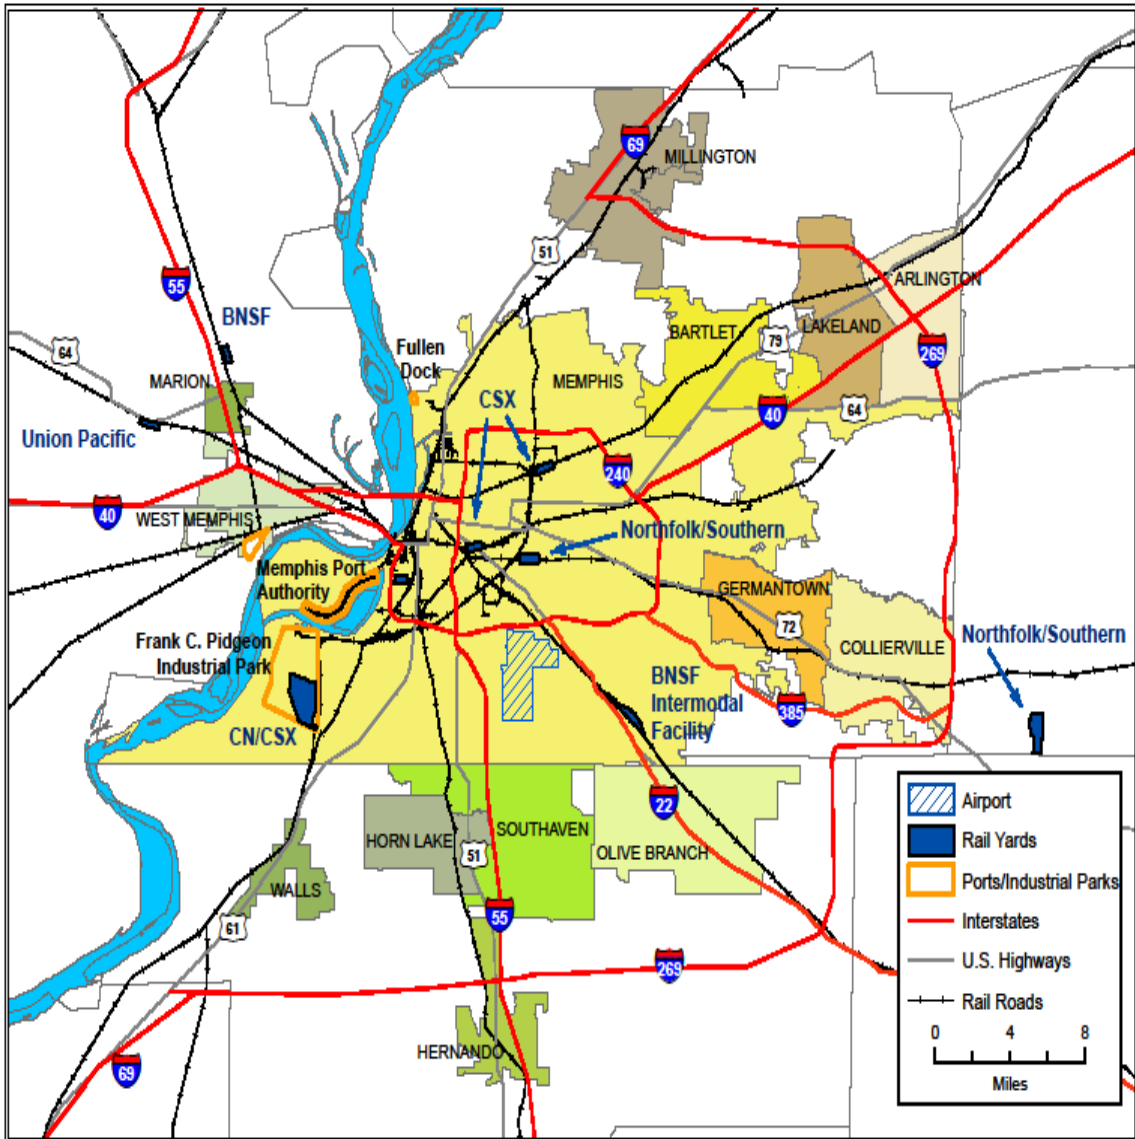 69
MILLINGTON
51
55
ARLINGTON
BNSF
BARTLET
LAKELAND
79
64
Fullen
Dock
269
MARION
MEMPHIS
CSX
40
64
Union Pacific
240
40
WEST MEMPHIS
Northfolk/Southern
Memphis Port
Authority
GERMANTOWN
72
Frank C. Pidgeon
Industrial Park
COLLIERVILLE
Northfolk/Southern
BNSF
Intermodal
Facility
385
CN/CSX
22
HORN LAKE
SOUTHAVEN
51
OLIVE BRANCH
WALLS
61
55
269
HERNANDO
69
Airport
Rail Yards
Ports/Industrial Parks
Interstates
U.S. Highways
Rail Roads
0 4 8
Miles